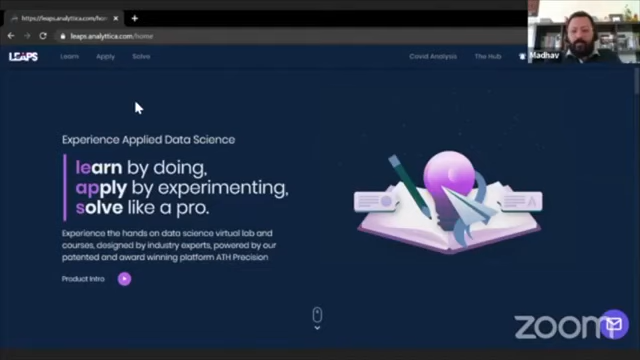 https://leaps.analyttica.com/hom
leaps.analyttica.com/home
LEAPS
Learn Apply Solve Covid Analysis The Hub
Madhav
Experience Applied Data Science
learn by doing,
apply by experimenting,
solve like a pro.
Experience the hands on data science virtual lab and
courses, designed by industry experts, powered by our
patented and award winning platform ATH Precision
Product Intro
A
zoom